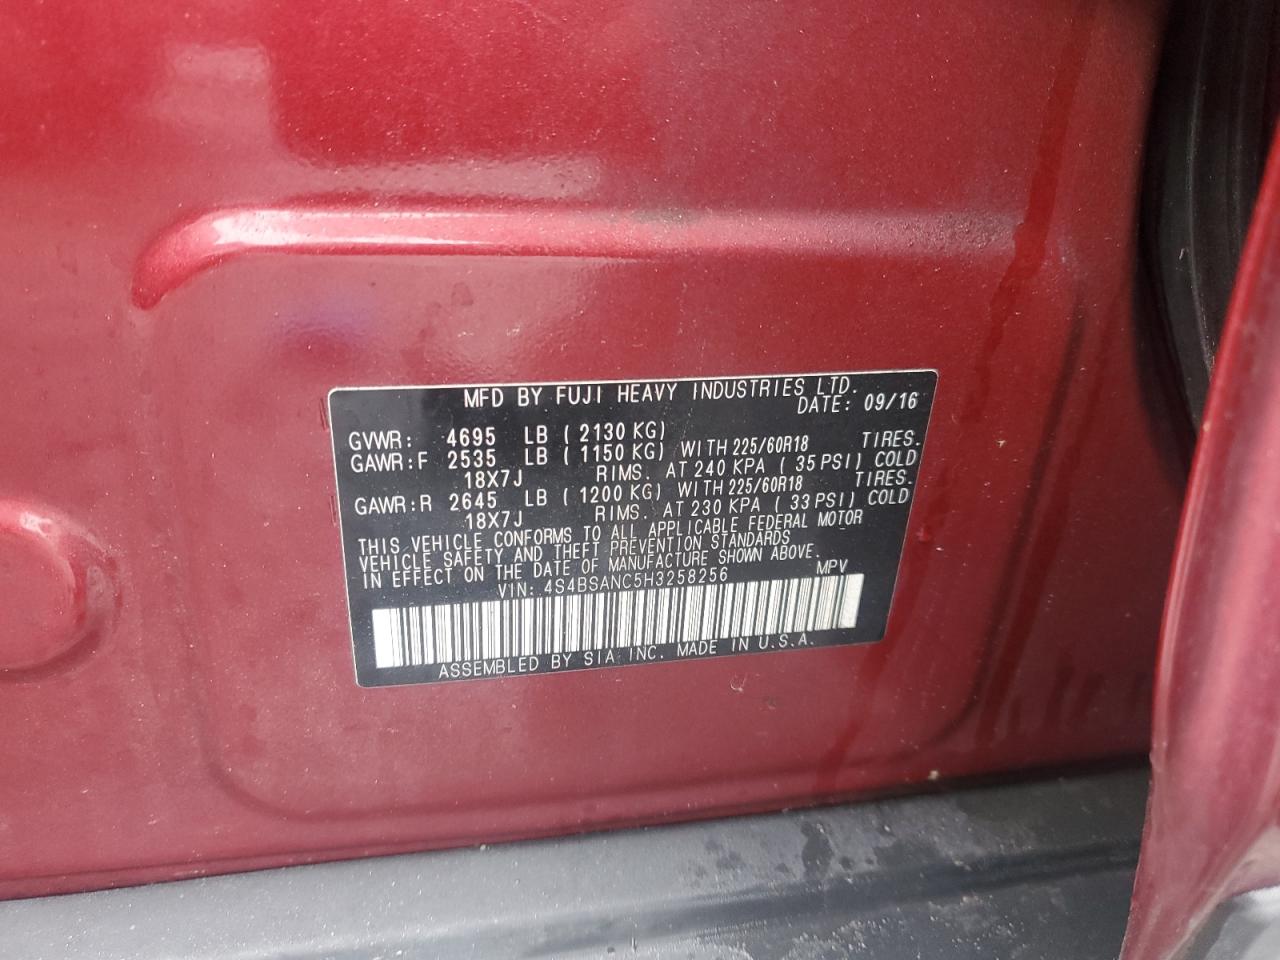 MFD BY FUJI HEAVY INDUSTRIES LTD.
DATE: 09/16
GVWR: 4695 LB ( 2130 KG)
GAWR:F 2535 LB ( 1150 KG) WITH 225/60R18 TIRES.
18X7J RIMS. AT 240 KPA ( 35 PSI) COLD
GAWR:R 2645 LB ( 1200 KG) WITH 225/60R18 TIRES.
18X7J RIMS. AT 230 KPA ( 33 PSI) COLD
THIS VEHICLE CONFORMS TO ALL APPLICABLE FEDERAL MOTOR
VEHICLE SAFETY AND THEFT PREVENTION STANDARDS
IN EFFECT ON THE DATE OF MANUFACTURE SHOWN ABOVE.
VIN: 4S4BSANC5H3258256 MPV
ASSEMBLED BY SIA INC. MADE IN U.S.A.